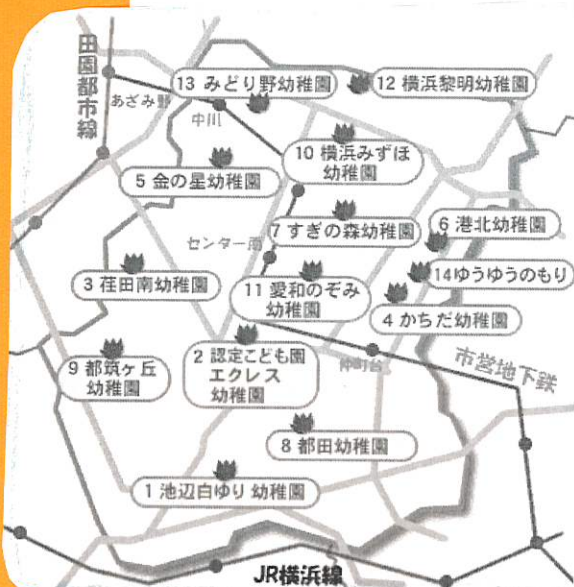 田園都市線
あざみ野
13 みどり野幼稚園
12 横浜黎明幼稚園
中川
10 横浜みずほ
幼稚園
5 金の星幼稚園
7 すぎの森幼稚園
6 港北幼稚園
センター南
3 荏田南幼稚園
11 愛和のぞみ
幼稚園
14ゆうゆうのもり
4 かちだ幼稚園
9 都筑ヶ丘
幼稚園
2 認定こども園
エクレス
幼稚園
仲町台
市営地下鉄
8 都田幼稚園
1 池辺白ゆり 幼稚園
JR横浜線